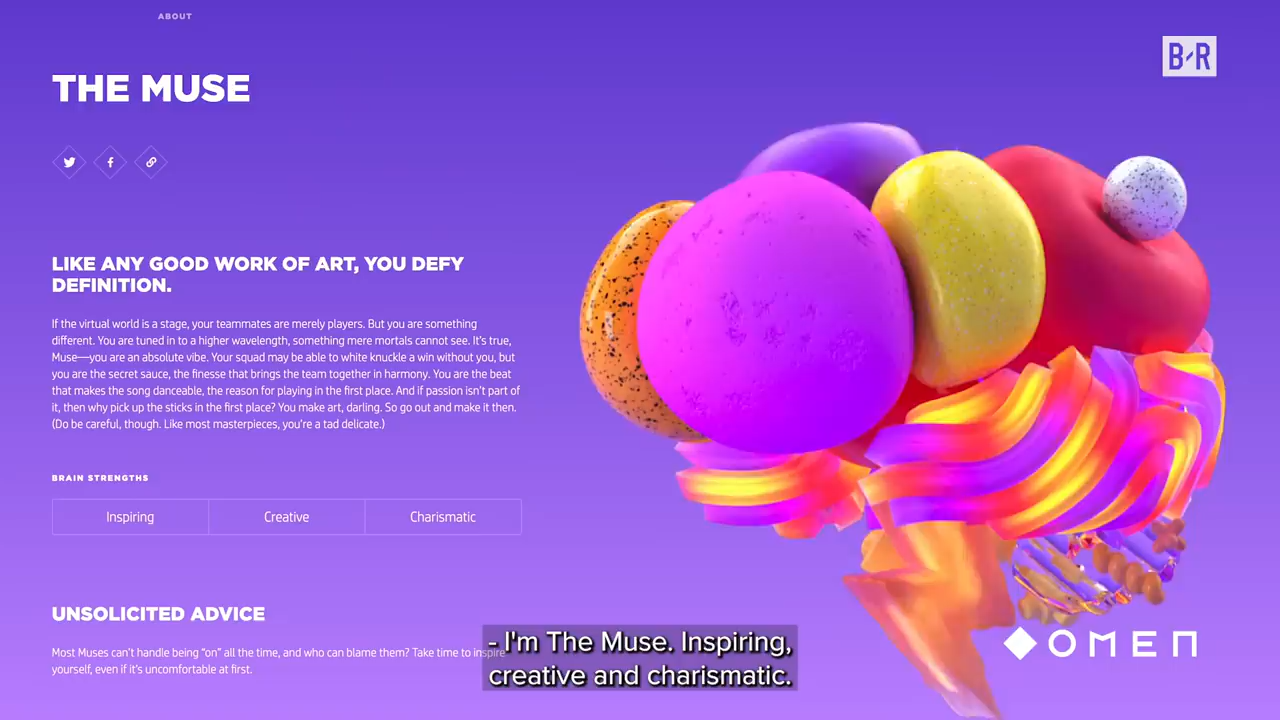 ABOUT
B/R
THE MUSE
LIKE ANY GOOD WORK OF ART, YOU DEFY
DEFINITION.
If the virtual world is a stage, your teammates are merely players. But you are something
different. You are tuned in to a higher wavelength, something mere mortals cannot see. It's true,
Muse—you are an absolute vibe. Your squad may be able to white knuckle a win without you, but
you are the secret sauce, the finesse that brings the team together in harmony. You are the beat
that makes the song danceable, the reason for playing in the first place. And if passion isn't part of
it, then why pick up the sticks in the first place? You make art, darling. So go out and make it then.
(Do be careful, though. Like most masterpieces, you're a tad delicate.)
BRAIN STRENGTHS
Inspiring
Creative
Charismatic
UNSOLICITED ADVICE
Most Muses can't handle being “on” all the time, and who can blame them? Take time to inspire
yourself, even if it's uncomfortable at first.
- I'm The Muse. Inspiring,
creative and charismatic.
OMEN